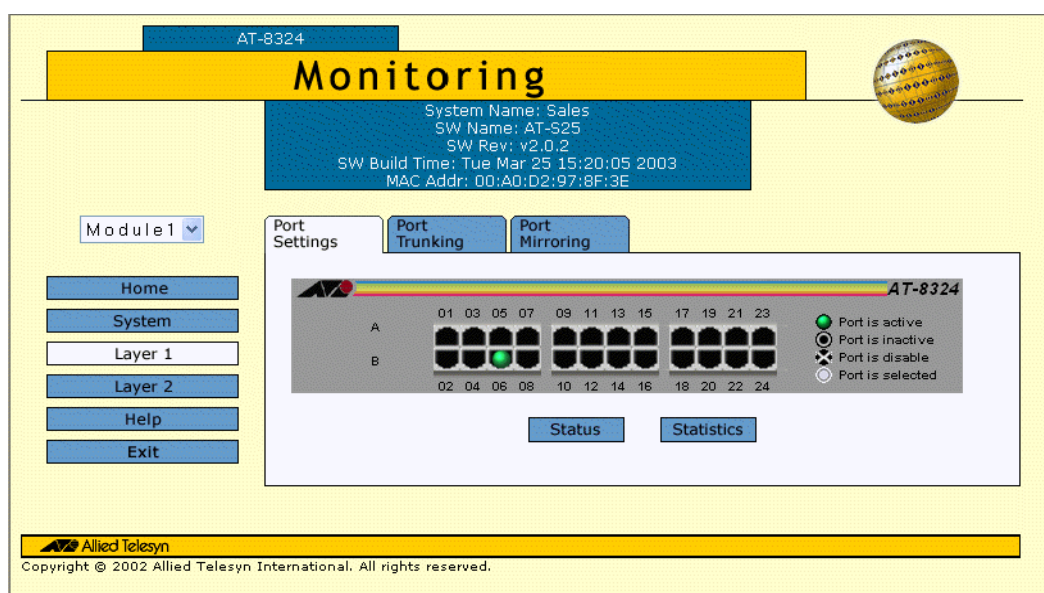 AT-8324
Monitoring
System Name: Sales
SW Name: AT-S25
SW Rev: v2.0.2
SW Build Time: Tue Mar 25 15:20:05 2003
MAC Addr: 00:A0:D2:97:8F:3E
Module1
Port Settings
Port Trunking
Port Mirroring
Home
System
Layer 1
Layer 2
Help
Exit
AT-8324
01 03 05 07 09 11 13 15 17 19 21 23
A
B
02 04 06 08 10 12 14 16 18 20 22 24
Port is active
Port is inactive
Port is disable
Port is selected
Status
Statistics
Allied Telesyn
Copyright © 2002 Allied Telesyn International. All rights reserved.